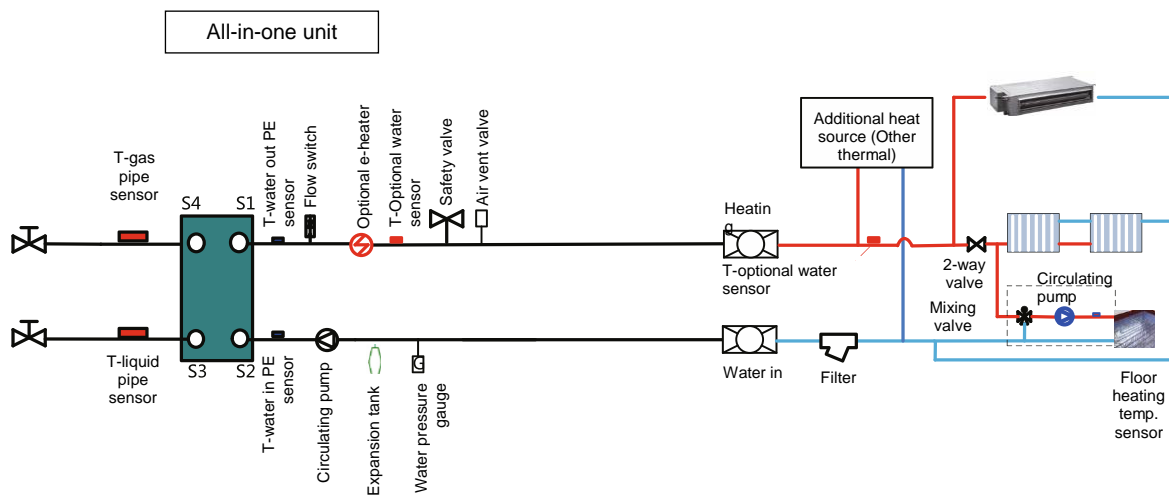 All-in-one unit
T-gas
pipe
sensor
S4
S1
T-water out PE
sensor
Flow switch
Optional e-heater
T-Optional water
sensor
Safety valve
Air vent valve
Additional heat
source (Other
thermal)
Heatin
g
T-optional water
sensor
2-way
valve
Circulating
pump
Mixing
valve
T-liquid
pipe
sensor
S3
S2
T-water in PE
sensor
Circulating pump
Expansion tank
Water pressure
gauge
Water in
Filter
Floor
heating
temp.
sensor